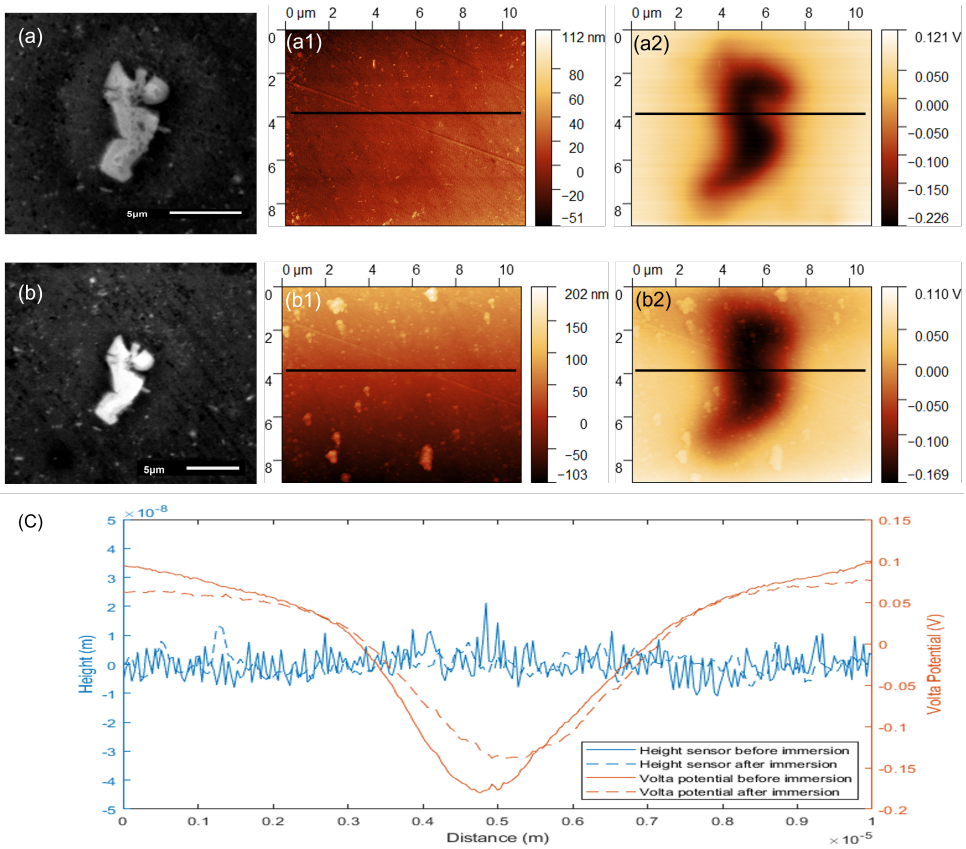 (a)
5µm
0 µm 2 4 6 8 10
(a1)
0
2
4
6
8
112 nm
80
60
40
20
0
−20
−51
0 µm 2 4 6 8 10
(a2)
0
2
4
6
8
0.121 V
0.050
0.000
−0.050
−0.100
−0.150
−0.226
(b)
5µm
0 µm 2 4 6 8 10
(b1)
0
2
4
6
8
202 nm
150
100
50
0
−50
−103
0 µm 2 4 6 8 10
(b2)
0
2
4
6
8
0.110 V
0.050
0.000
−0.050
−0.100
−0.169
(C)
×10⁻⁸
5
4
3
2
1
0
-1
-2
-3
-4
-5
Height (m)
0.15
0.1
0.05
0
-0.05
-0.1
-0.15
-0.2
Volta Potential (V)
Height sensor before immersion
Height sensor after immersion
Volta potential before immersion
Volta potential after immersion
0 0.1 0.2 0.3 0.4 0.5 0.6 0.7 0.8 0.9 1
Distance (m)
×10⁻⁵